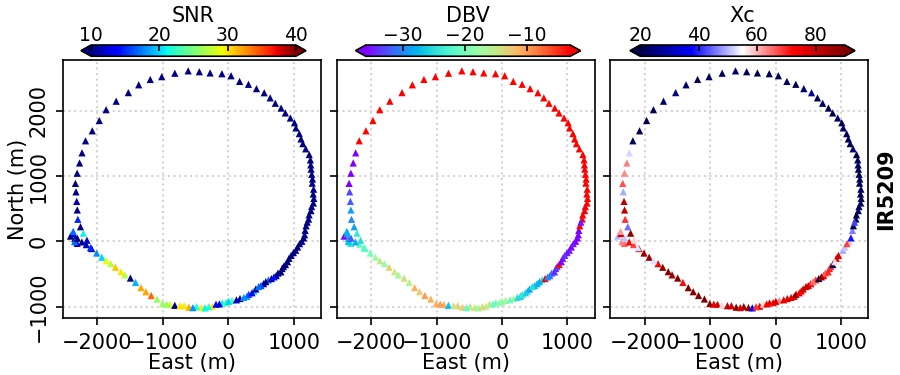 SNR DBV Xc
10 20 30 40 −30 −20 −10 20 40 60 80
North (m)
2000
1000
0
−1000
IR5209
−2000 −1000 0 1000 −2000 −1000 0 1000 −2000 −1000 0 1000
East (m) East (m) East (m)